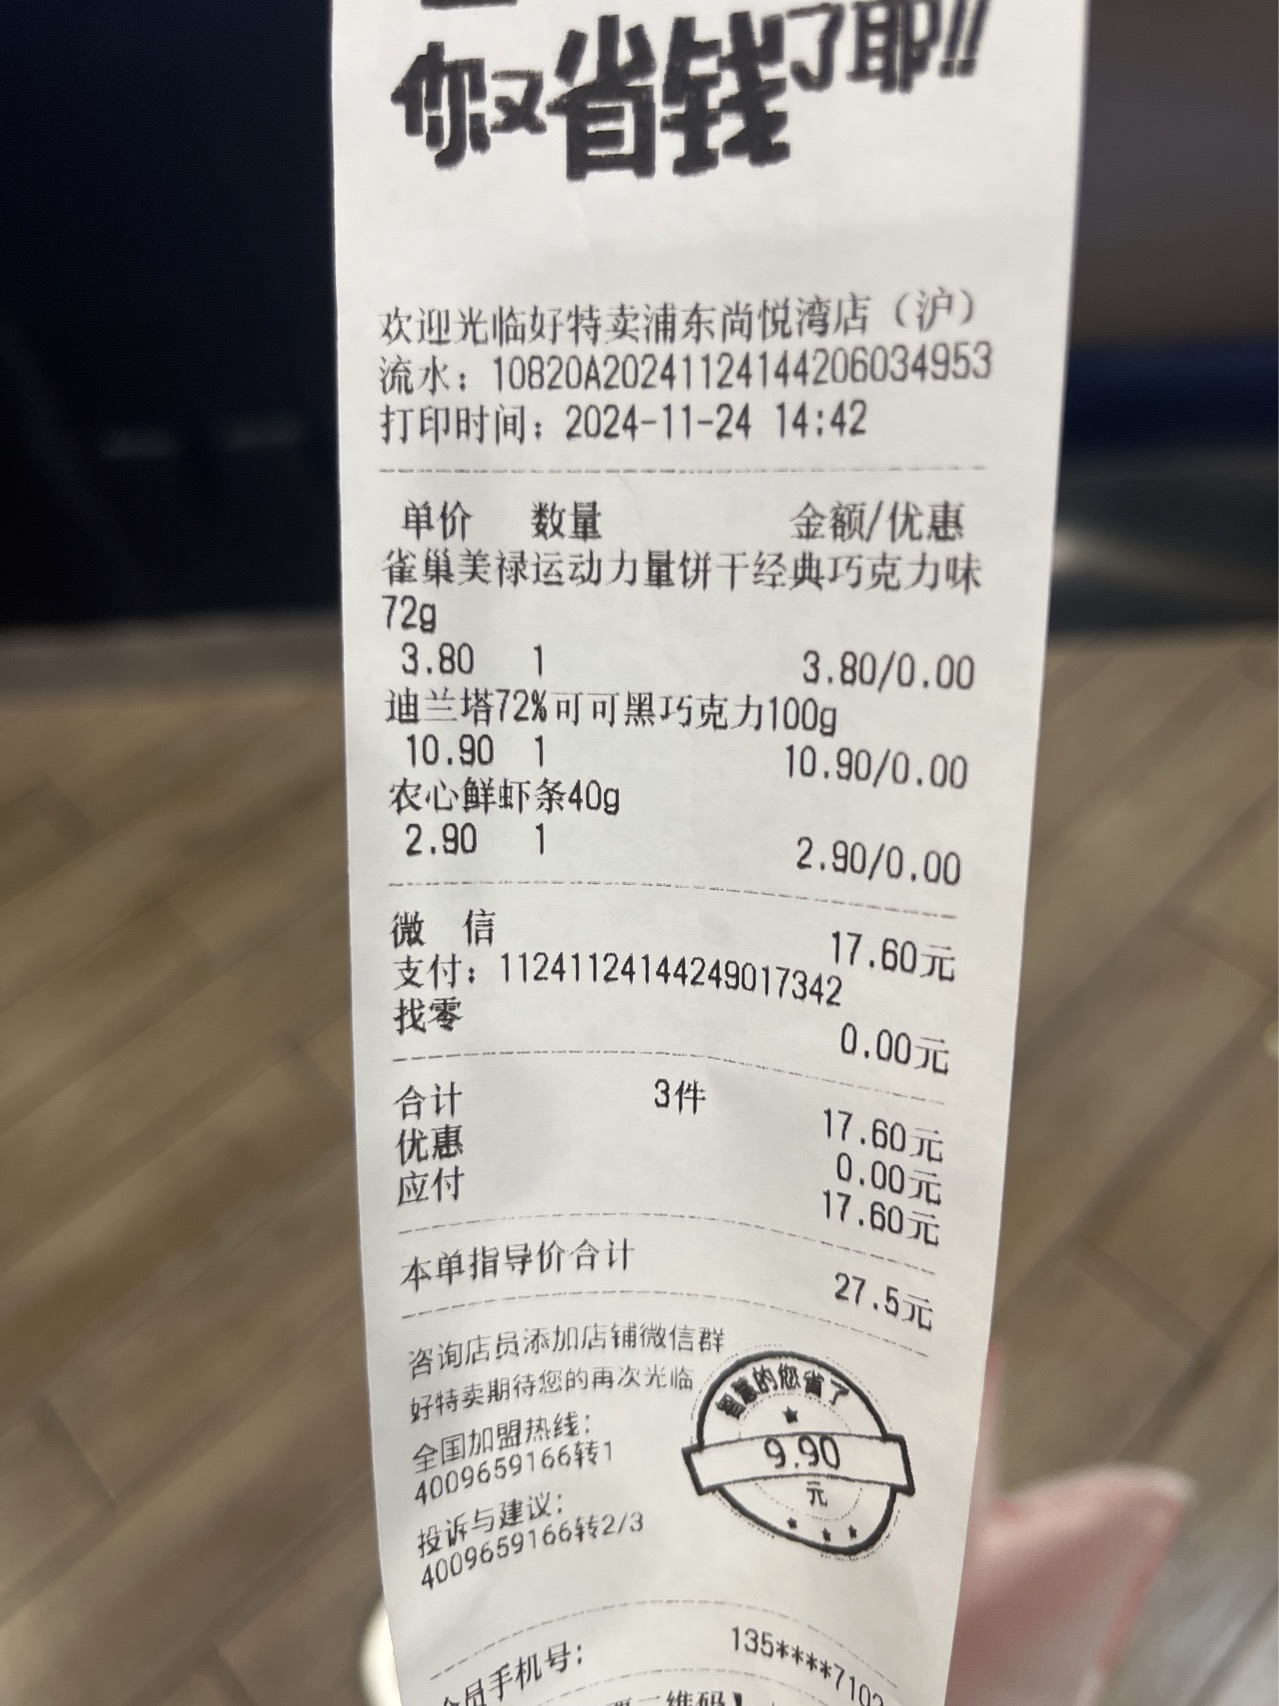 你又省钱了耶!!
欢迎光临好特卖浦东尚悦湾店（沪）
流水：10820A20241124144206034953
打印时间：2024-11-24 14:42
单价 数量 金额/优惠
雀巢美禄运动力量饼干经典巧克力味
72g
3.80 1 3.80/0.00
迪兰塔72%可可黑巧克力100g
10.90 1 10.90/0.00
农心鲜虾条40g
2.90 1 2.90/0.00
微 信 17.60元
支付：11241124144249017342
找零 0.00元
合计 3件 17.60元
优惠 0.00元
应付 17.60元
本单指导价合计 27.5元
咨询店员添加店铺微信群
好特卖期待您的再次光临
全国加盟热线：
4009659166转1
投诉与建议：
4009659166转2/3
智慧的您省了
9.90
元
员手机号： 135****7102
二维码】